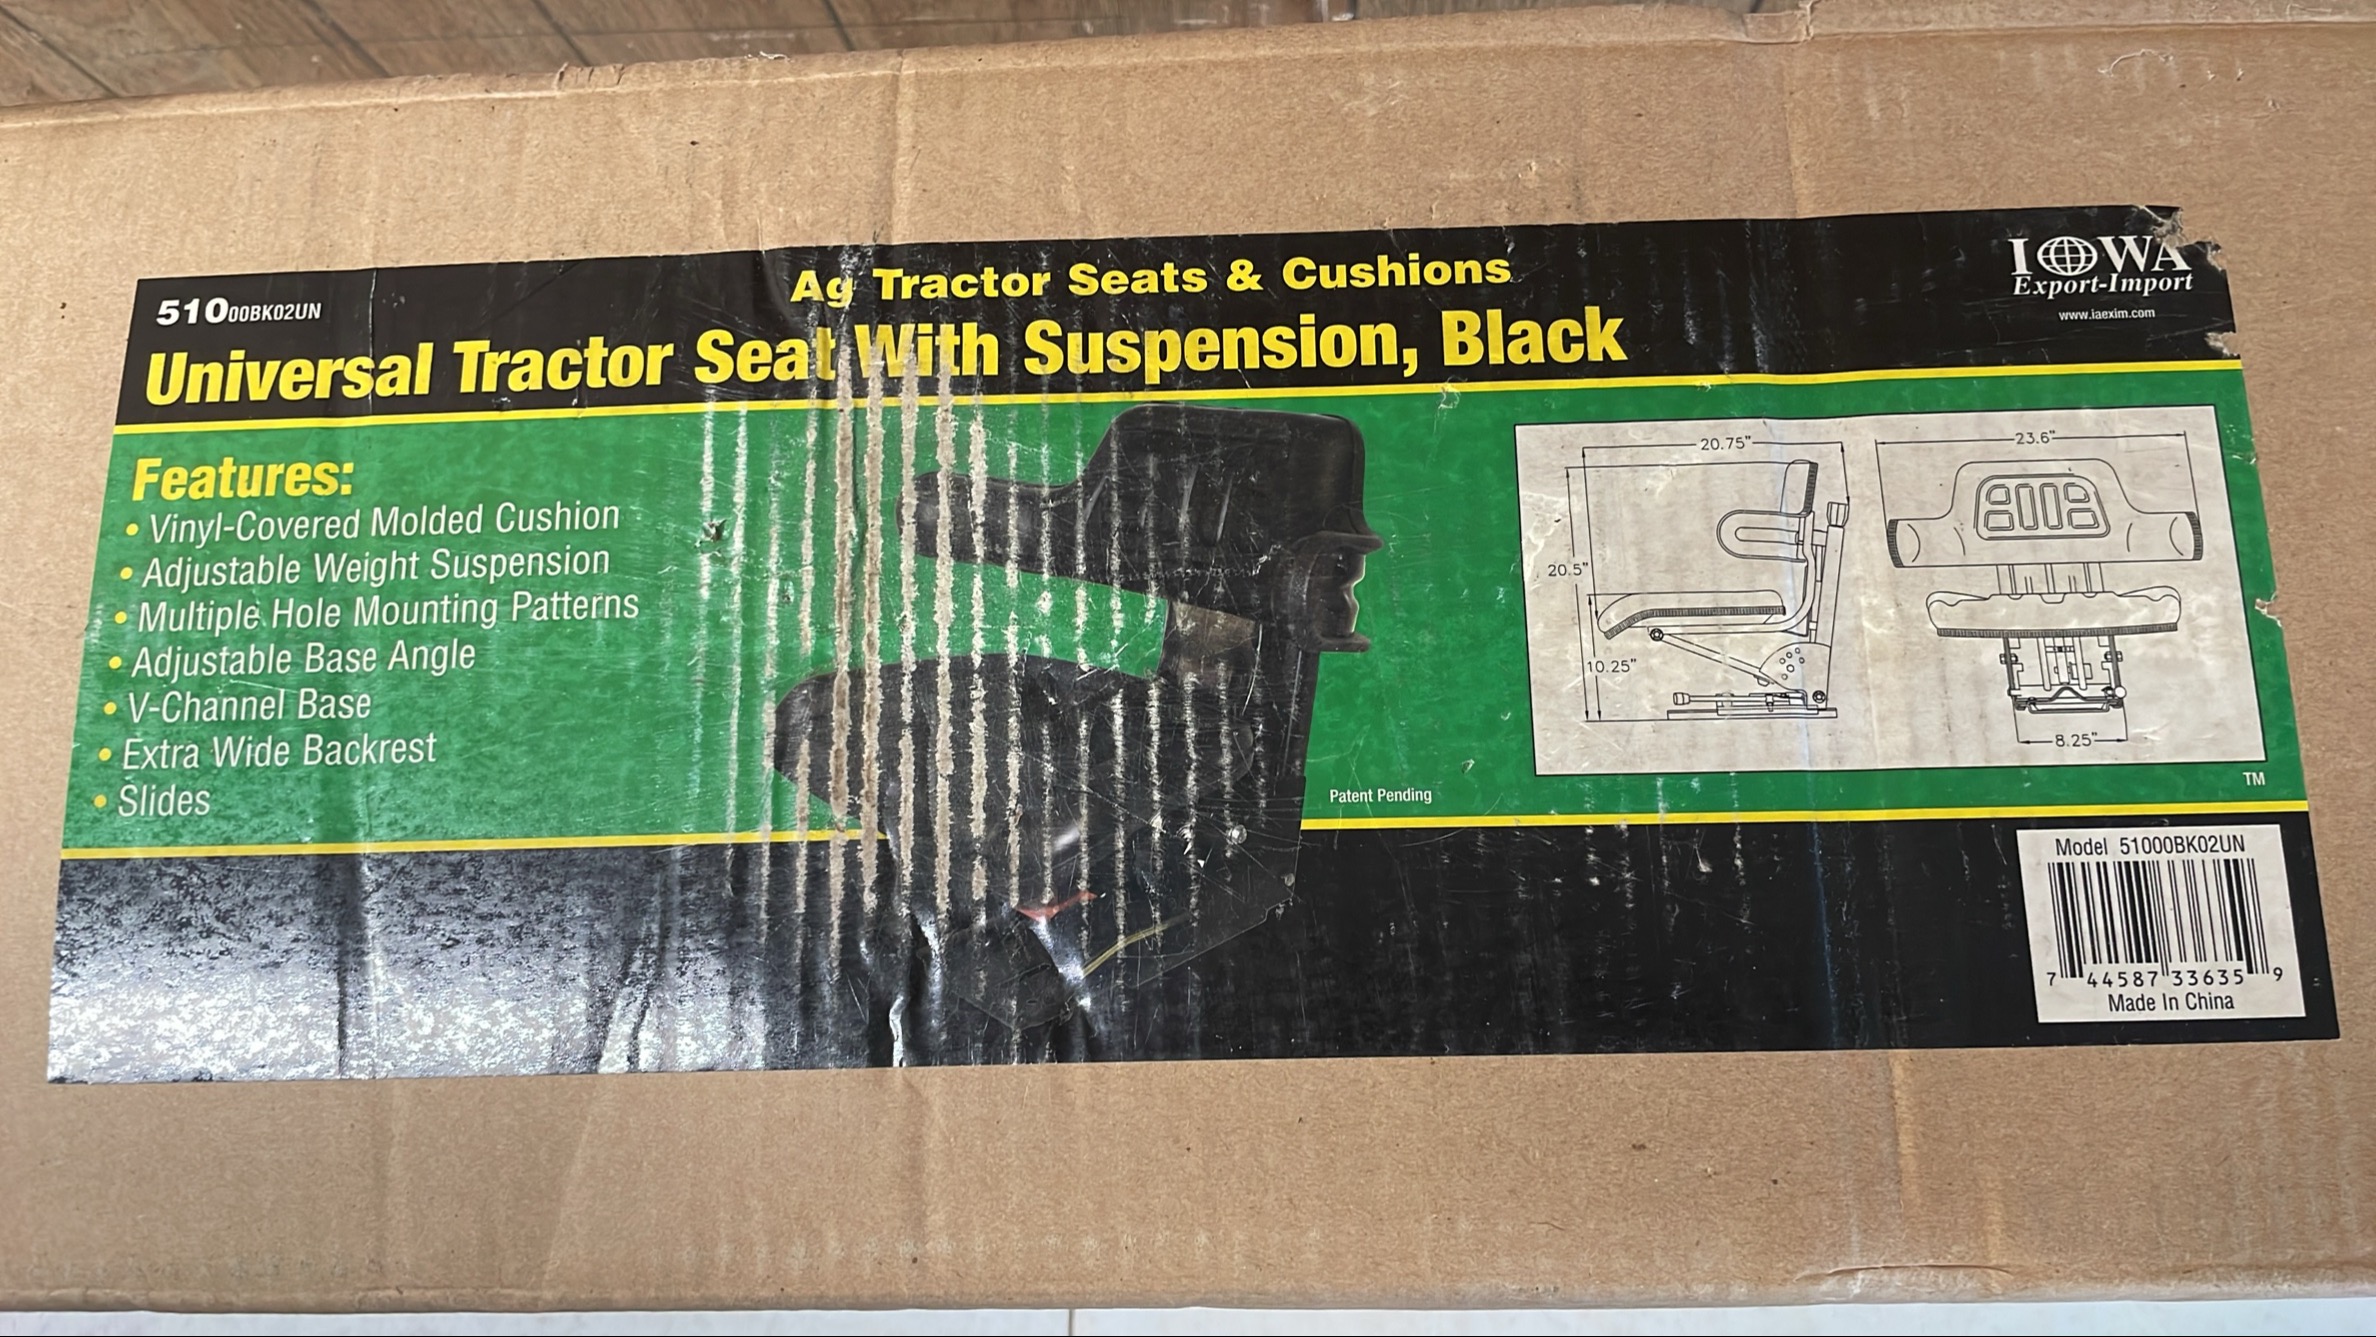 Ag Tractor Seats & Cushions
IOWA
Export-Import
www.iaexim.com
51000BK02UN
Universal Tractor Seat With Suspension, Black
Features:
• Vinyl-Covered Molded Cushion
• Adjustable Weight Suspension
• Multiple Hole Mounting Patterns
• Adjustable Base Angle
• V-Channel Base
• Extra Wide Backrest
• Slides
20.75"
23.6"
20.5"
10.25"
8.25"
Patent Pending
TM
Model 51000BK02UN
7 44587 33635 9
Made In China